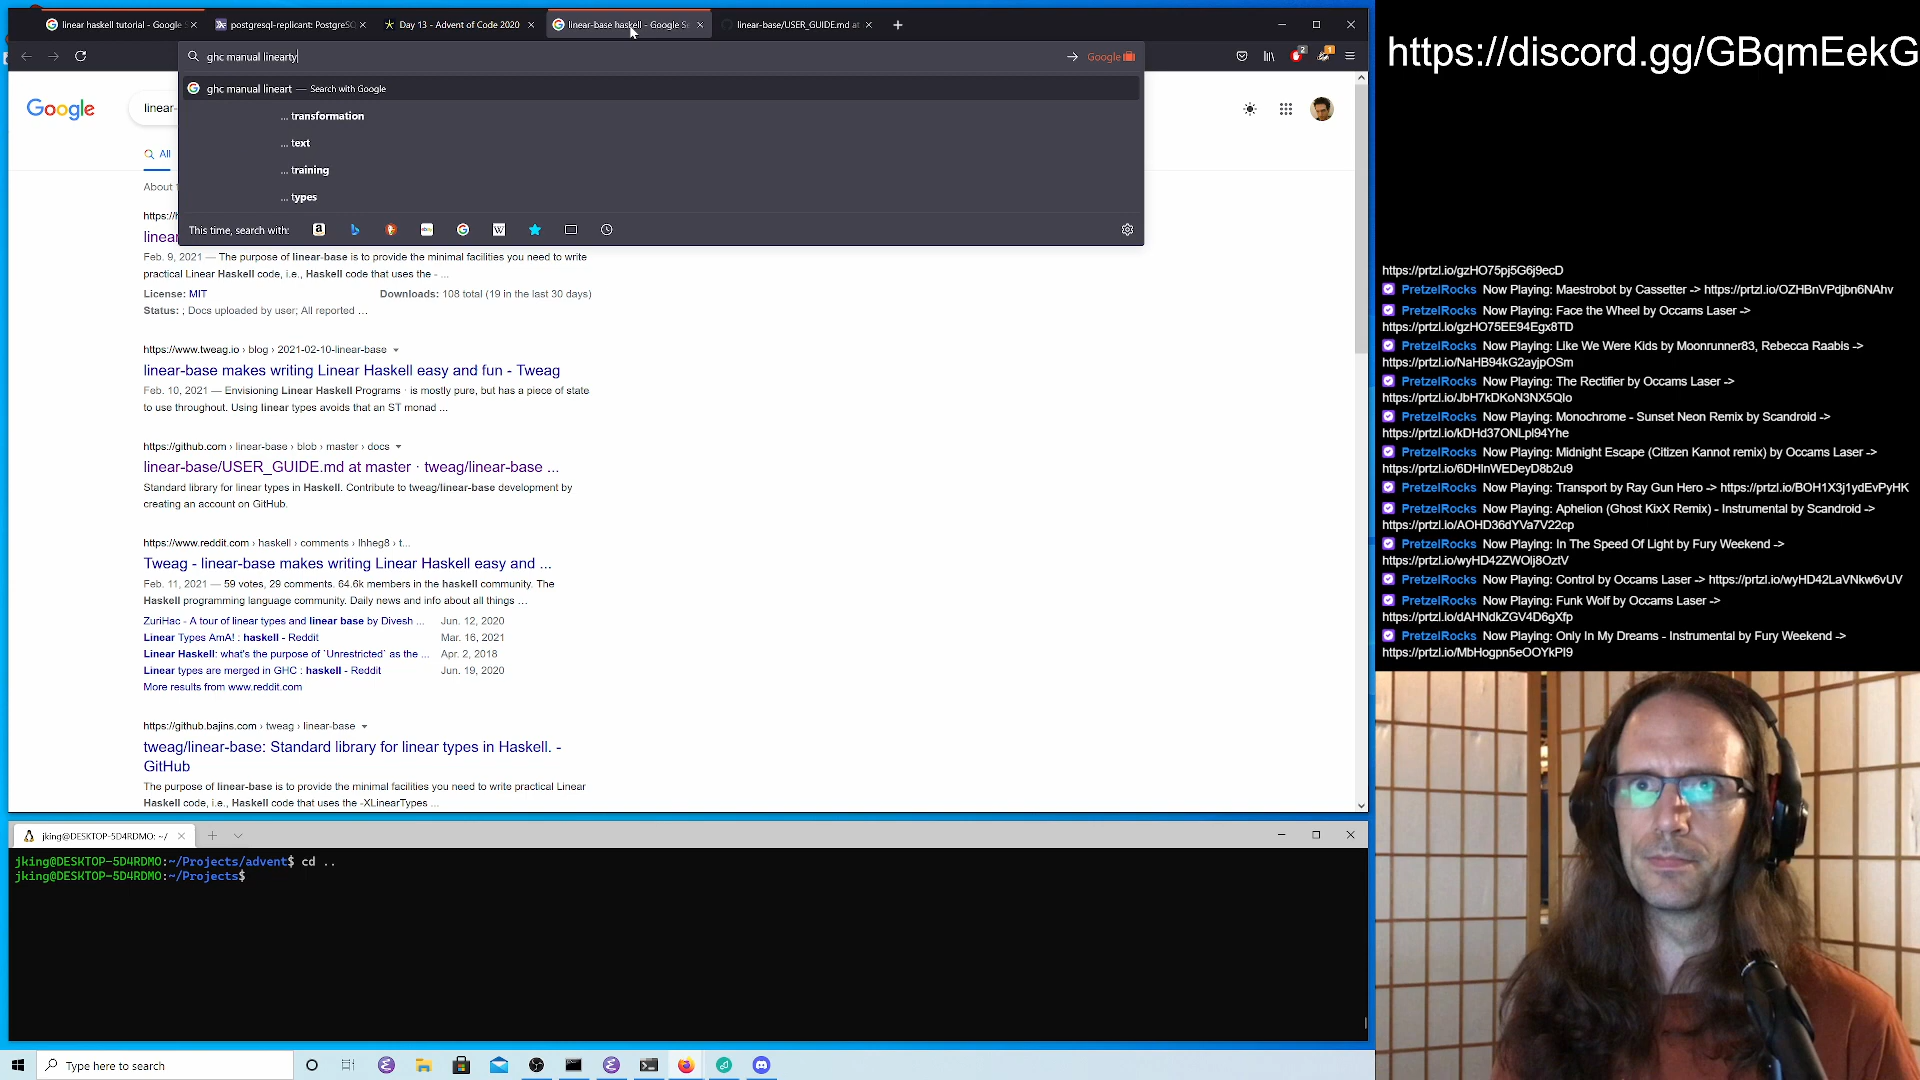 linear haskell tutorial - Google S
postgresql-replicant: PostgreSQ
Day 13 - Advent of Code 2020
linear-base haskell - Google Se
linear-base/USER_GUIDE.md at
ghc manual linearty
Google
2
1
ghc manual lineart — Search with Google
... transformation
... text
... training
... types
This time, search with:
Google
linear-
All
About
https://h
linea
Feb. 9, 2021 — The purpose of linear-base is to provide the minimal facilities you need to write
practical Linear Haskell code, i.e., Haskell code that uses the - ...
License: MIT
Downloads: 108 total (19 in the last 30 days)
Status: ; Docs uploaded by user; All reported ...
https://www.tweag.io › blog › 2021-02-10-linear-base
linear-base makes writing Linear Haskell easy and fun - Tweag
Feb. 10, 2021 — Envisioning Linear Haskell Programs · is mostly pure, but has a piece of state
to use throughout. Using linear types avoids that an ST monad ...
https://github.com › linear-base › blob › master › docs
linear-base/USER_GUIDE.md at master · tweag/linear-base ...
Standard library for linear types in Haskell. Contribute to tweag/linear-base development by
creating an account on GitHub.
https://www.reddit.com › haskell › comments › lhheg8 › t...
Tweag - linear-base makes writing Linear Haskell easy and ...
Feb. 11, 2021 — 59 votes, 29 comments. 64.6k members in the haskell community. The
Haskell programming language community. Daily news and info about all things ...
ZuriHac - A tour of linear types and linear base by Divesh ...
Jun. 12, 2020
Linear Types AmA! : haskell - Reddit
Mar. 16, 2021
Linear Haskell: what's the purpose of `Unrestricted` as the ...
Apr. 2, 2018
Linear types are merged in GHC : haskell - Reddit
Jun. 19, 2020
More results from www.reddit.com
https://github.bajins.com › tweag › linear-base
tweag/linear-base: Standard library for linear types in Haskell. -
GitHub
The purpose of linear-base is to provide the minimal facilities you need to write practical Linear
Haskell code, i.e., Haskell code that uses the -XLinearTypes ...
jking@DESKTOP-5D4RDMO: ~/
jking@DESKTOP-5D4RDMO:~/Projects/advent$ cd ..
jking@DESKTOP-5D4RDMO:~/Projects$
Type here to search
https://discord.gg/GBqmEekG
https://prtzl.io/gzHO75pj5G6j9ecD
PretzelRocks Now Playing: Maestrobot by Cassetter -> https://prtzl.io/OZHBnVPdjbn6NAhv
PretzelRocks Now Playing: Face the Wheel by Occams Laser ->
https://prtzl.io/gzHO75EE94Egx8TD
PretzelRocks Now Playing: Like We Were Kids by Moonrunner83, Rebecca Raabis ->
https://prtzl.io/NaHB94kG2ayjpOSm
PretzelRocks Now Playing: The Rectifier by Occams Laser ->
https://prtzl.io/JbH7kDKoN3NX5Qlo
PretzelRocks Now Playing: Monochrome - Sunset Neon Remix by Scandroid ->
https://prtzl.io/kDHd37ONLpl94Yhe
PretzelRocks Now Playing: Midnight Escape (Citizen Kannot remix) by Occams Laser ->
https://prtzl.io/6DHlnWEDeyD8b2u9
PretzelRocks Now Playing: Transport by Ray Gun Hero -> https://prtzl.io/BOH1X3j1ydEvPyHK
PretzelRocks Now Playing: Aphelion (Ghost KixX Remix) - Instrumental by Scandroid ->
https://prtzl.io/AOHD36dYVa7V22cp
PretzelRocks Now Playing: In The Speed Of Light by Fury Weekend ->
https://prtzl.io/wyHD42ZWOlj8OztV
PretzelRocks Now Playing: Control by Occams Laser -> https://prtzl.io/wyHD42LaVNkw6vUV
PretzelRocks Now Playing: Funk Wolf by Occams Laser ->
https://prtzl.io/dAHNdkZGV4D6gXfp
PretzelRocks Now Playing: Only In My Dreams - Instrumental by Fury Weekend ->
https://prtzl.io/MbHogpn5eOOYkPI9